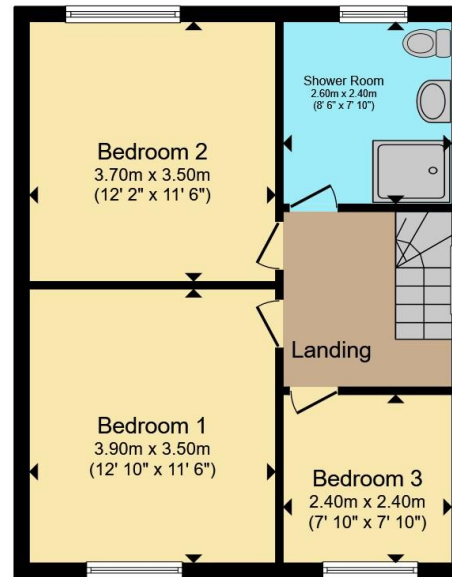 Bedroom 2
3.70m x 3.50m
(12' 2" x 11' 6")
Shower Room
2.60m x 2.40m
(8' 6" x 7' 10")
Landing
Bedroom 1
3.90m x 3.50m
(12' 10" x 11' 6")
Bedroom 3
2.40m x 2.40m
(7' 10" x 7' 10")